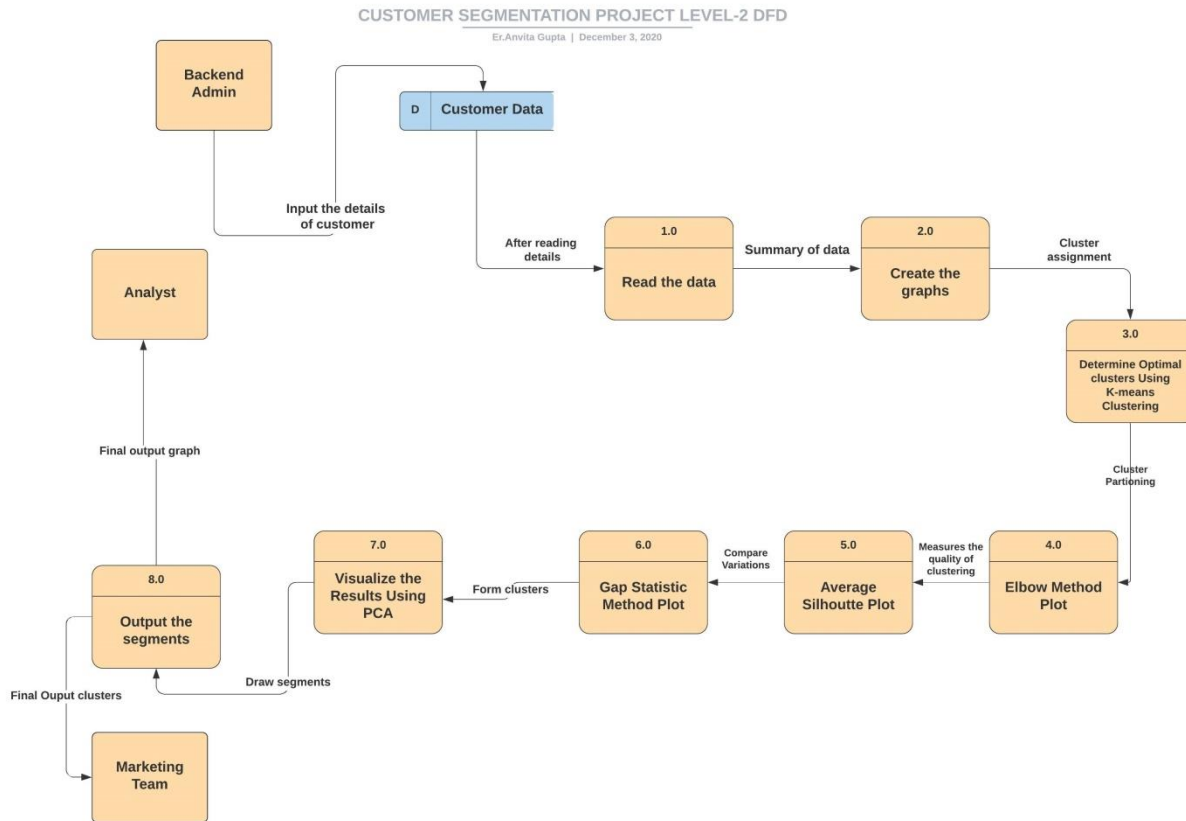 CUSTOMER SEGMENTATION PROJECT LEVEL-2 DFD
Er.Anvita Gupta | December 3, 2020
Backend
Admin
D Customer Data
Input the details
of customer
After reading
details
1.0
Read the data
Summary of data
2.0
Create the
graphs
Cluster
assignment
Analyst
3.0
Determine Optimal
clusters Using
K-means
Clustering
Final output graph
Cluster
Partioning
4.0
Elbow Method
Plot
Measures the
quality of
clustering
5.0
Average
Silhoutte Plot
Compare
Variations
6.0
Gap Statistic
Method Plot
Form clusters
7.0
Visualize the
Results Using
PCA
Draw segments
8.0
Output the
segments
Final Ouput clusters
Marketing
Team